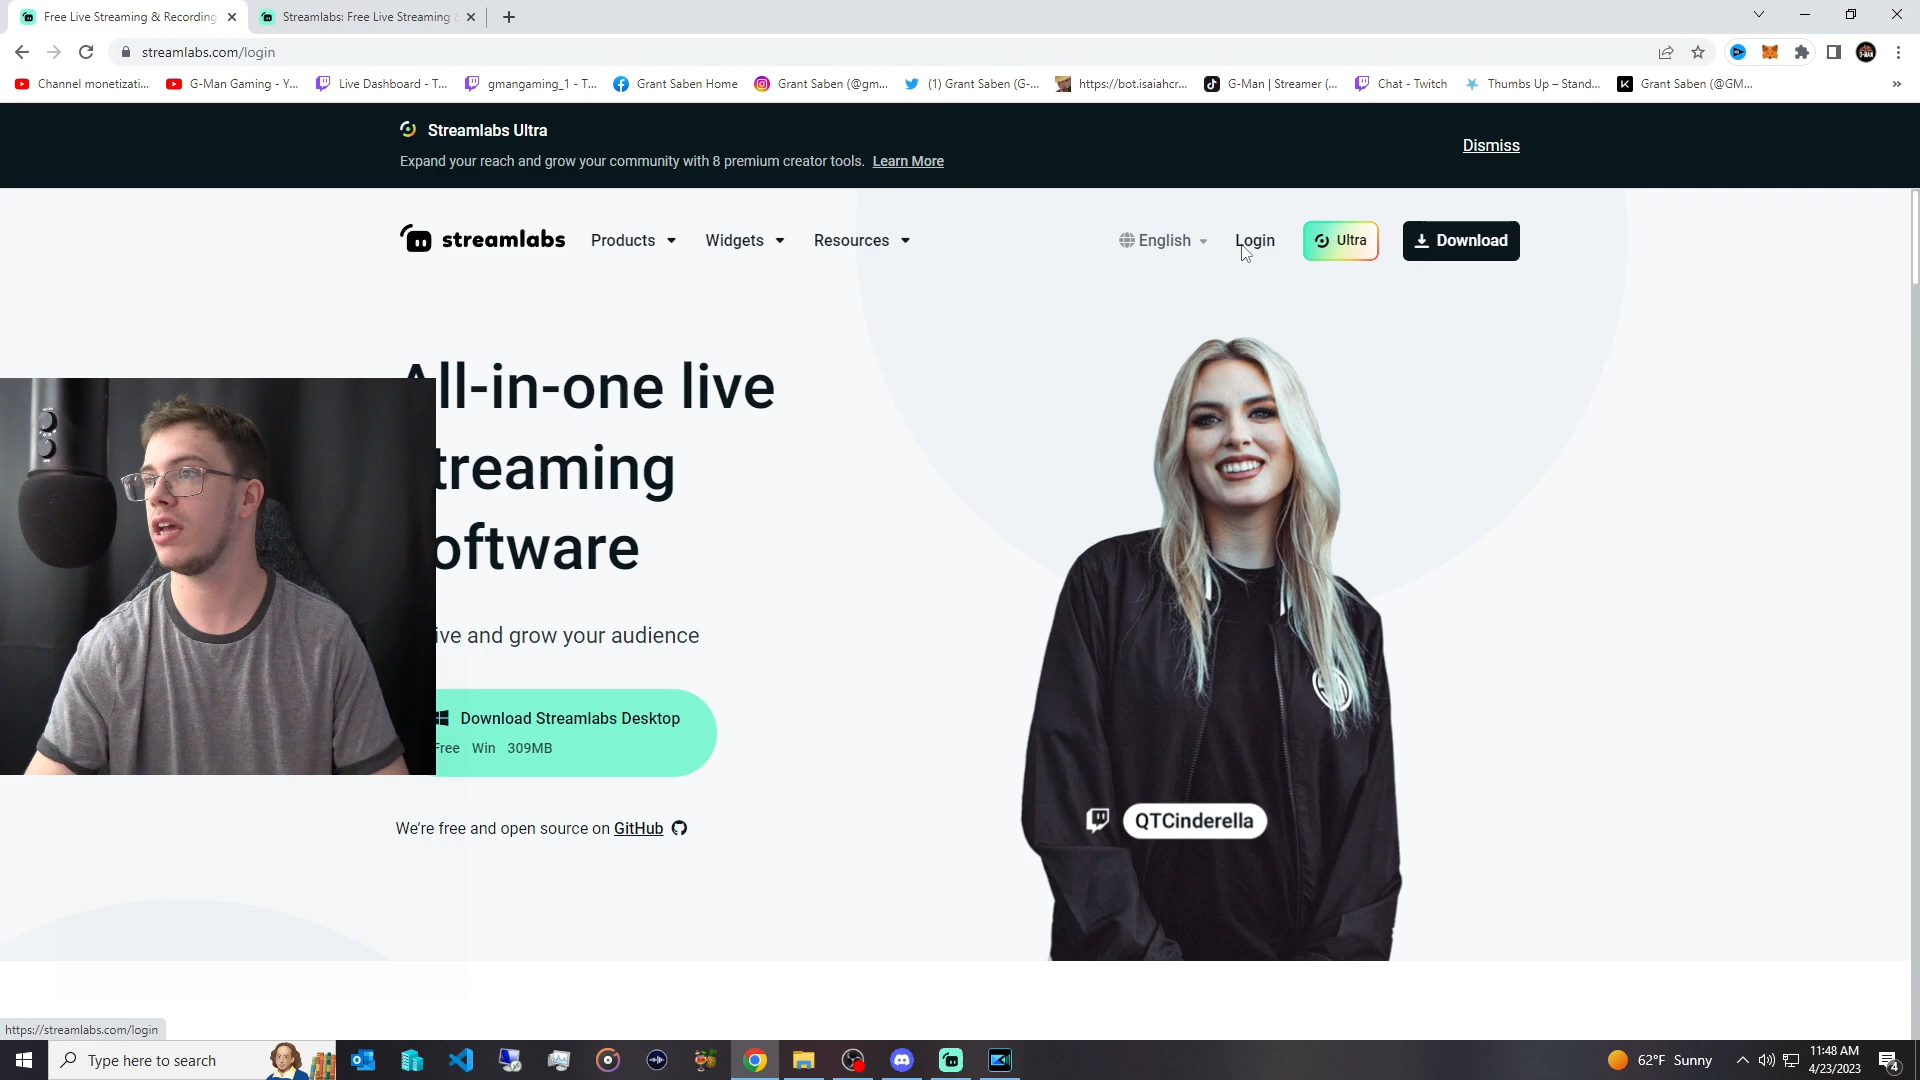 Free Live Streaming & Recording
Streamlabs: Free Live Streaming &
streamlabs.com/login
Channel monetizati...
G-Man Gaming - Y...
Live Dashboard - T...
gmangaming_1 - T...
Grant Saben Home
Grant Saben (@gm...
(1) Grant Saben (G-...
https://bot.isaiahcr...
G-Man | Streamer (...
Chat - Twitch
Thumbs Up – Stand...
Grant Saben (@GM...
»
Streamlabs Ultra
Expand your reach and grow your community with 8 premium creator tools. Learn More
Dismiss
streamlabs
Products
Widgets
Resources
English
Login
Ultra
Download
All-in-one live
treaming
oftware
ive and grow your audience
Download Streamlabs Desktop
Free Win 309MB
QTCinderella
We're free and open source on GitHub
https://streamlabs.com/login
Type here to search
62°F Sunny
11:48 AM
4/23/2023
4